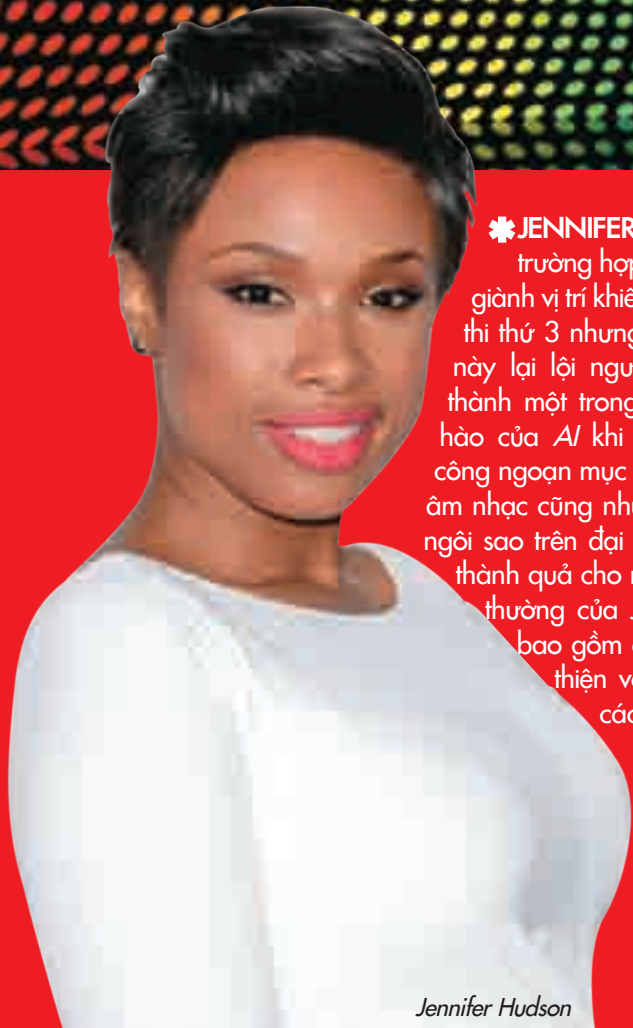 ✱JENNIFER
trường hợp
giành vị trí khiê
thi thứ 3 nhưng
này lại lội ngư
thành một trong
hào của AI khi
công ngoạn mục
âm nhạc cũng như
ngôi sao trên đại
thành quả cho
thường của
bao gồm
thiện
các
Jennifer Hudson